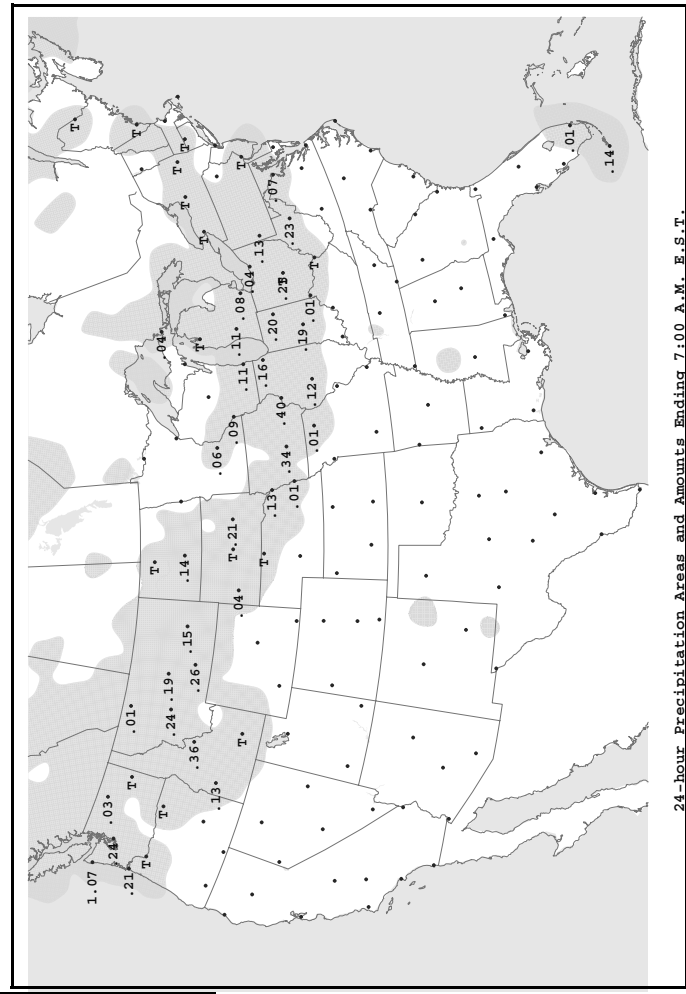 T
1.07
.03
.24
.21
.01
T
T
T
T
.04
T
.24
.19
T
.14
T
T
.36
.26
.15
T
T
.13
.06
T .21
.09
.11
.04
.08
T
T
.11
.04
.13
.16
T
.13
.20
.07
.40
.34
.23
.01
.19
.01
.12
.01
T
.01
.14
24-hour Precipitation Areas and Amounts Ending 7:00 A.M. E.S.T.